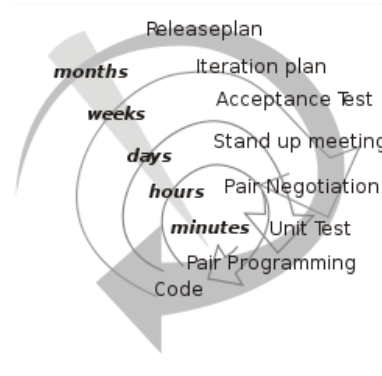 Releaseplan
months
Iteration plan
weeks
Acceptance Test
days
Stand up meeting
hours
Pair Negotiation
minutes
Unit Test
Pair Programming
Code